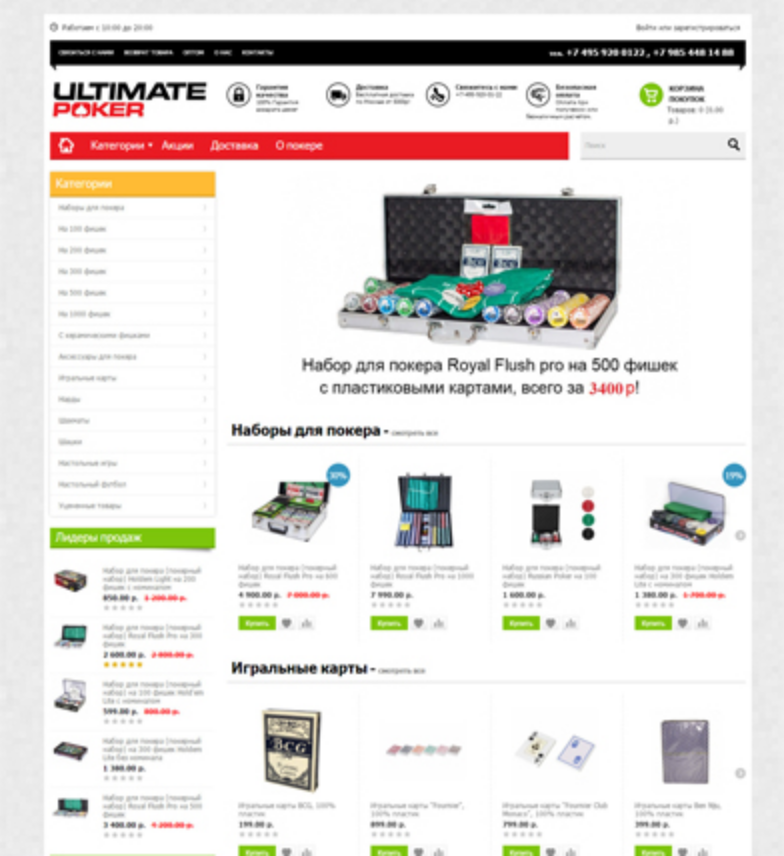 Работаем с 10:00 до 20:00
Войти или зарегистрироваться
СВЯЗАТЬСЯ С НАМИ ВОЗВРАТ ТОВАРА ОПТОМ О НАС КОНТАКТЫ
тел. +7 495 920 0122 , +7 985 448 14 88
ULTIMATE
POKER
Гарантия
качества
100% Гарантия
возврата денег
Доставка
Бесплатная доставка
по Москве от
Свяжитесь с нами
+7 495 920-01-22
Безопасная
оплата
Оплата при
получении или
безналичным расчётом.
КОРЗИНА
ПОКУПОК
Товаров: 0 (0.00
р.)
Категории Акции Доставка О покере
Поиск
Категории
Наборы для покера
На 100 фишек
На 200 фишек
На 300 фишек
На 500 фишек
На 1000 фишек
С керамическими фишками
Аксессуары для покера
Игральные карты
Нарды
Шахматы
Шашки
Настольные игры
Настольный футбол
Уцененные товары
Набор для покера Royal Flush pro на 500 фишек
с пластиковыми картами, всего за 3400р!
Наборы для покера - смотреть все
30%
19%
Набор для покера (покерный
набор) Royal Flush Pro на 600
фишек
4 900.00 р. 7 000.00 р.
Купить
Набор для покера (покерный
набор) Royal Flush Pro на 1000
фишек
7 990.00 р.
Купить
Набор для покера (покерный
набор) Russian Poker на 100
фишек
1 600.00 р.
Купить
Набор для покера (покерный
набор) на 300 фишек Holdem
Lite с номиналом
1 380.00 р. 1 700.00 р.
Купить
Лидеры продаж
Набор для покера (покерный
набор) Holdem Light на 200
фишек с номиналом
850.00 р. 1 200.00 р.
Набор для покера (покерный
набор) Royal Flush Pro на 300
фишек
2 600.00 р. 2 800.00 р.
Набор для покера (покерный
набор) на 100 фишек Hold'em
Lite с номиналом
599.00 р. 800.00 р.
Набор для покера (покерный
набор) на 300 фишек Holdem
Lite без номинала
1 380.00 р.
Набор для покера (покерный
набор) Royal Flush Pro на 500
фишек
3 400.00 р. 4 200.00 р.
Игральные карты - смотреть все
BCG
Игральные карты BCG, 100%
пластик
199.00 р.
Купить
Игральные карты "Fournier",
100% пластик
899.00 р.
Купить
Игральные карты "Fournier Club
Monaco", 100% пластик
799.00 р.
Купить
Игральные карты Ben
100% пластик
399.00 р.
Купить